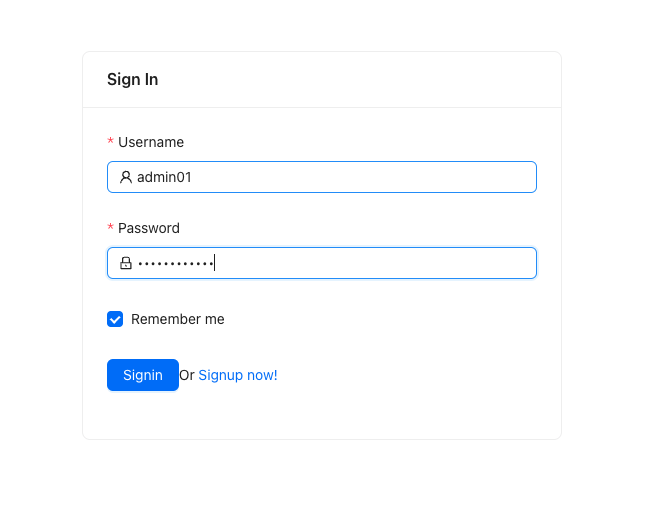 Sign In
* Username
admin01
* Password
••••••••••••
Remember me
Signin Or Signup now!